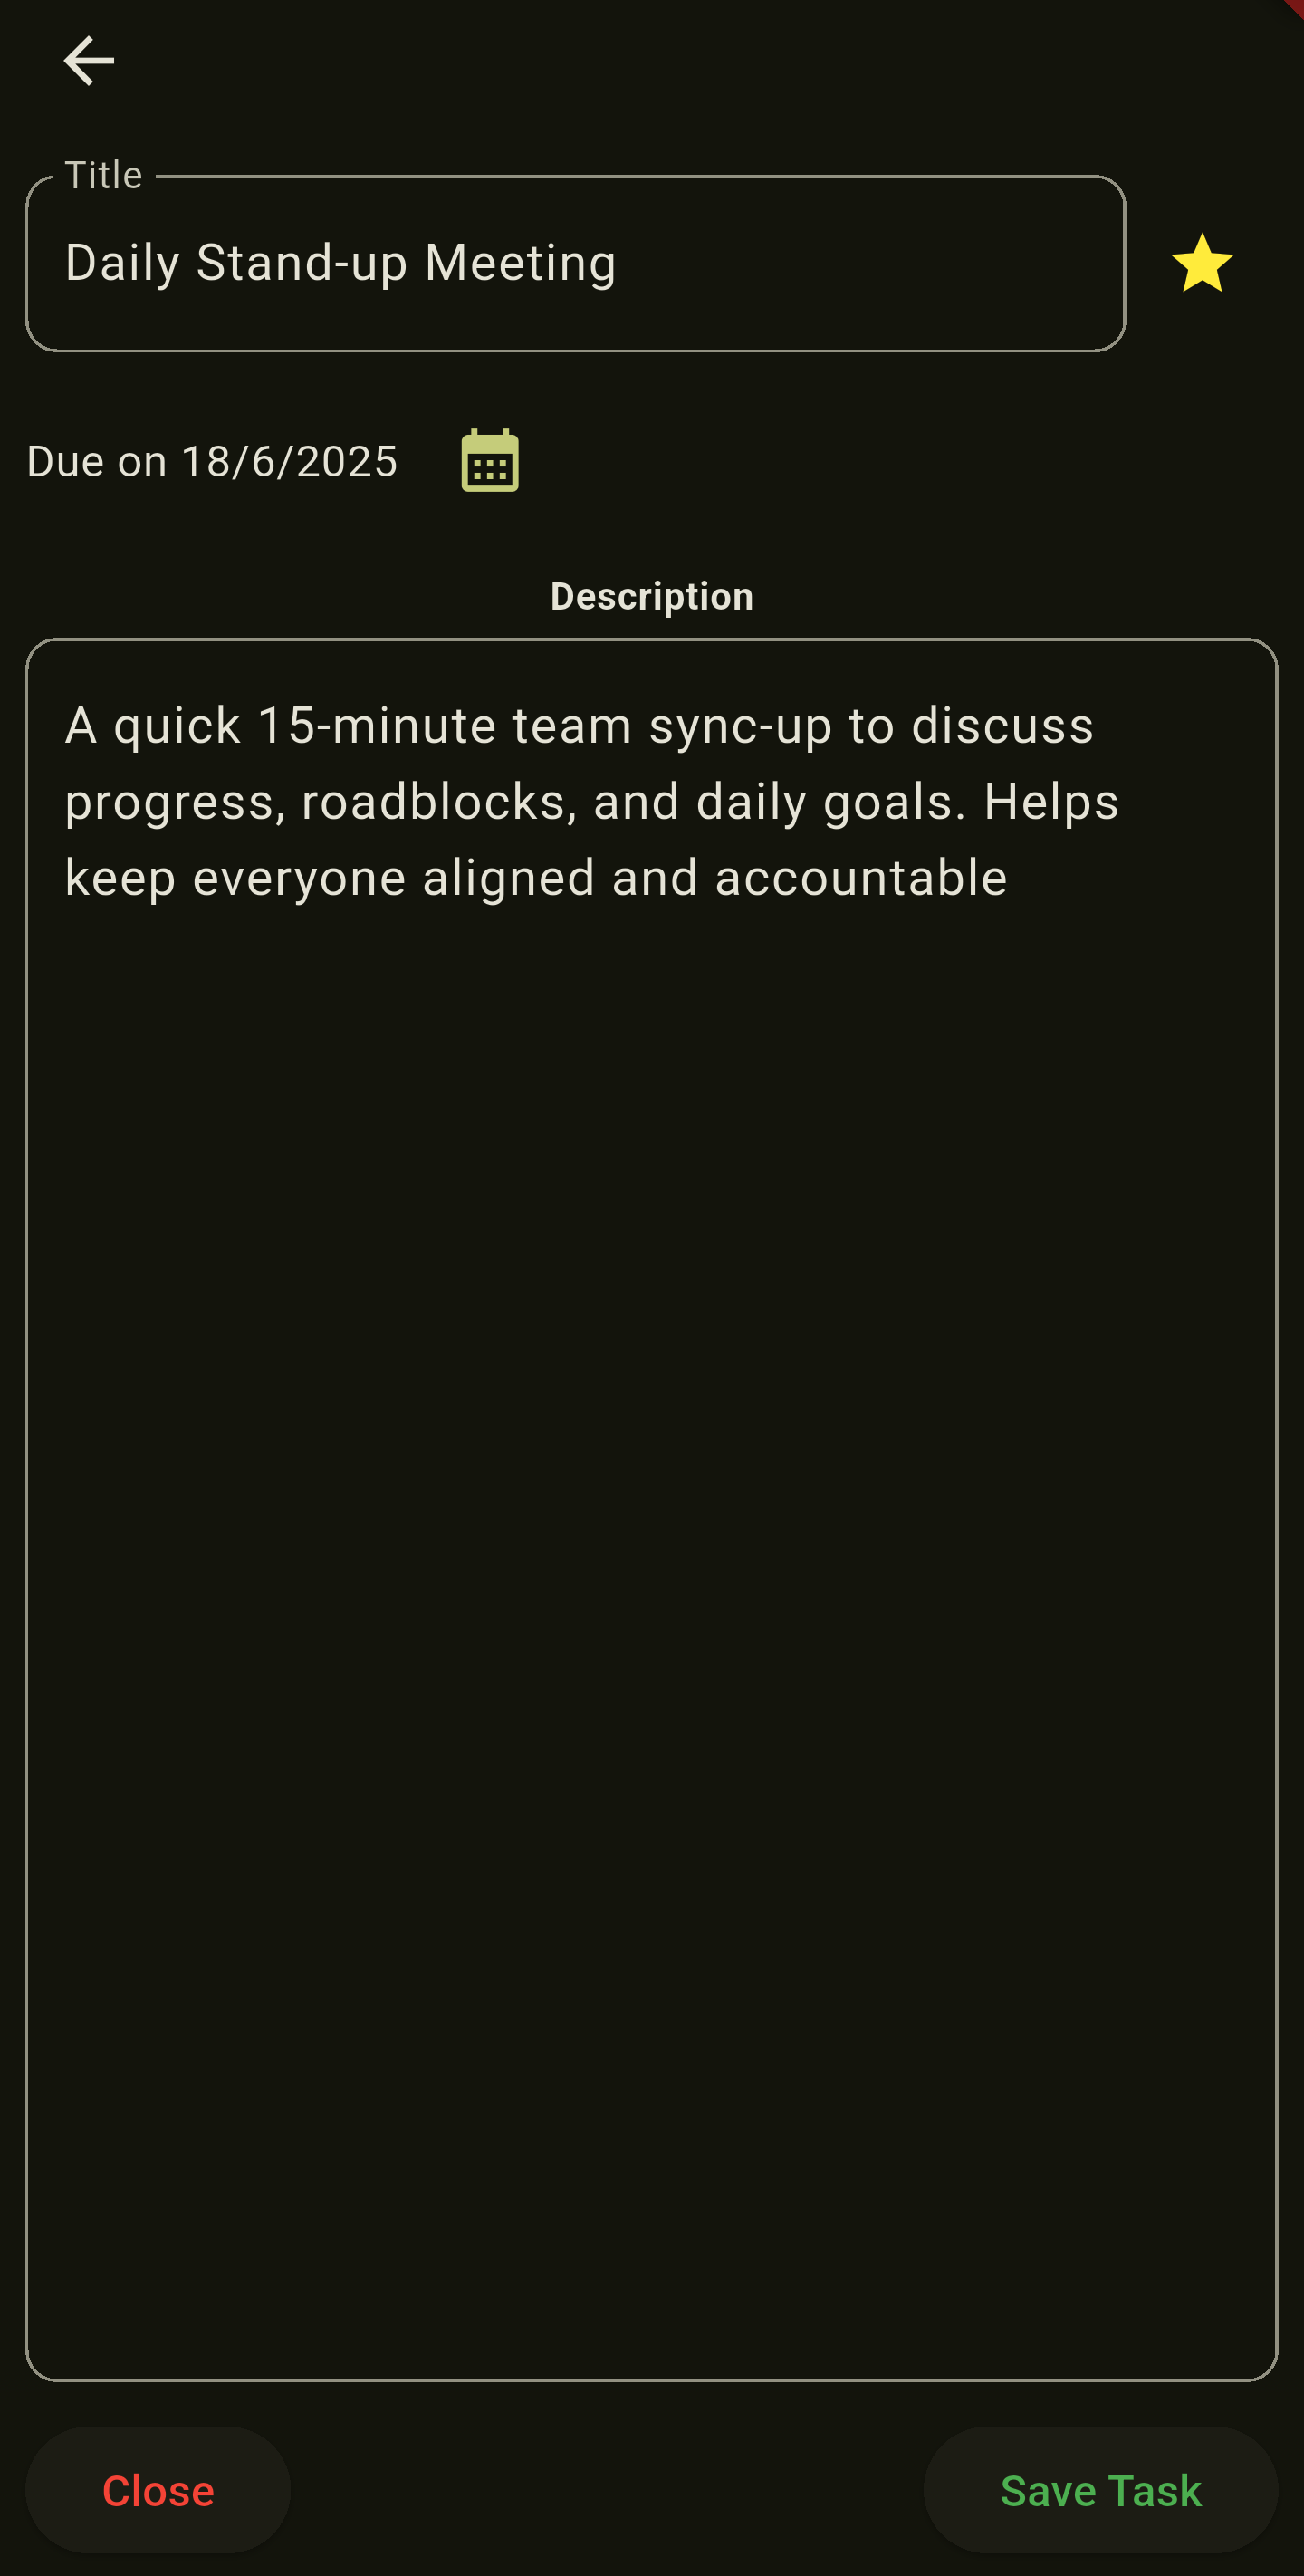 Title
Daily Stand-up Meeting
Due on 18/6/2025
Description
A quick 15-minute team sync-up to discuss
progress, roadblocks, and daily goals. Helps
keep everyone aligned and accountable
Close
Save Task